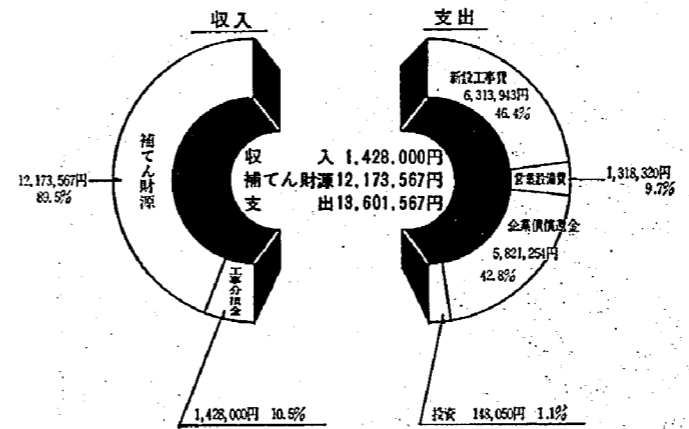 収入
支出
補てん財源
12,173,567円
89.5%
収 入 1,428,000円
補てん財源 12,173,567円
支 出 13,601,567円
工事分担金
1,428,000円 10.5%
新設工事費
6,313,943円
46.4%
営業設備費
1,318,320円
9.7%
企業債償還金
5,821,254円
42.8%
投資 148,050円 1.1%